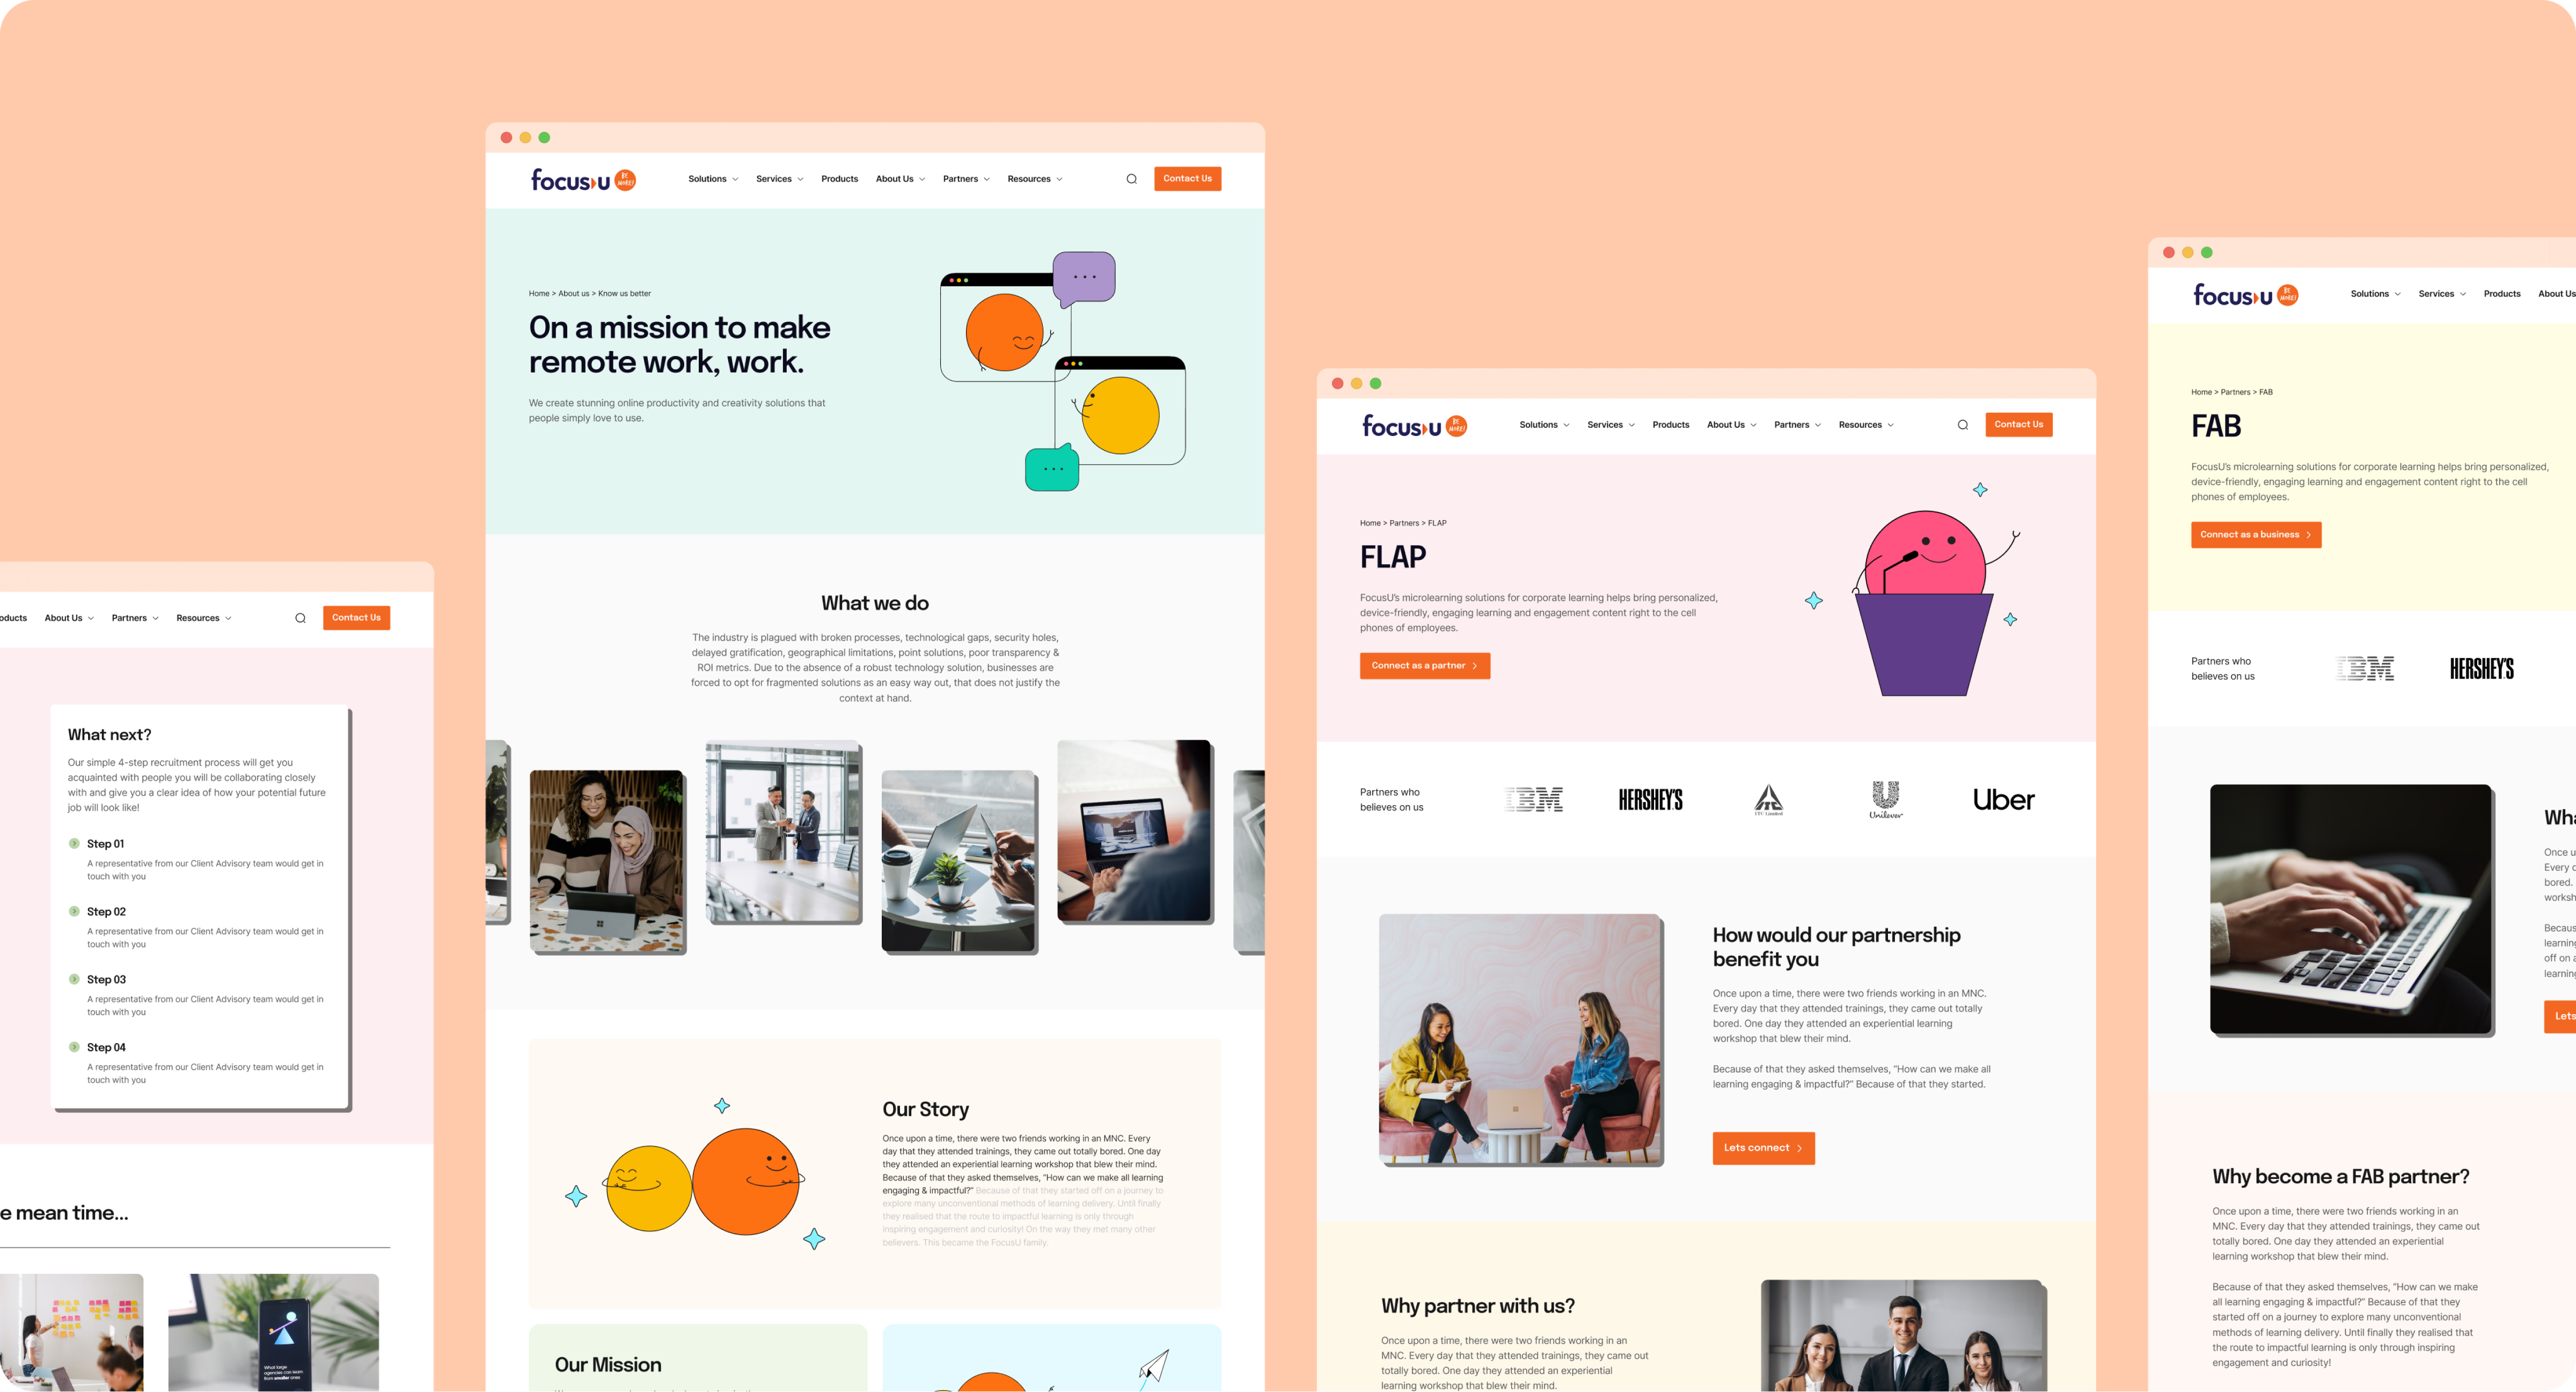 oducts About Us Partners Resources Contact Us
What next?
Our simple 4-step recruitment process will get you
acquainted with people you will be collaborating closely
with and give you a clear idea of how your potential future
job will look like!
Step 01
A representative from our Client Advisory team would get in
touch with you
Step 02
A representative from our Client Advisory team would get in
touch with you
Step 03
A representative from our Client Advisory team would get in
touch with you
Step 04
A representative from our Client Advisory team would get in
touch with you
e mean time...
What large
agencies can learn
from smaller ones
focusu BE MORE!
Solutions Services Products About Us Partners Resources Contact Us
Home > About us > Know us better
On a mission to make
remote work, work.
We create stunning online productivity and creativity solutions that
people simply love to use.
What we do
The industry is plagued with broken processes, technological gaps, security holes,
delayed gratification, geographical limitations, point solutions, poor transparency &
ROI metrics. Due to the absence of a robust technology solution, businesses are
forced to opt for fragmented solutions as an easy way out, that does not justify the
context at hand.
Our Story
Once upon a time, there were two friends working in an MNC. Every
day that they attended trainings, they came out totally bored. One day
they attended an experiential learning workshop that blew their mind.
Because of that they asked themselves, “How can we make all learning
engaging & impactful?” Because of that they started off on a journey to
explore many unconventional methods of learning delivery. Until finally
they realised that the route to impactful learning is only through
inspiring engagement and curiosity! On the way they met many other
believers. This became the FocusU family.
Our Mission
focusu BE MORE!
Solutions Services Products About Us Partners Resources Contact Us
Home > Partners > FLAP
FLAP
FocusU's microlearning solutions for corporate learning helps bring personalized,
device-friendly, engaging learning and engagement content right to the cell
phones of employees.
Connect as a partner
Partners who
believes on us
IBM
HERSHEY'S
ITC Limited
Unilever
Uber
How would our partnership
benefit you
Once upon a time, there were two friends working in an MNC.
Every day that they attended trainings, they came out totally
bored. One day they attended an experiential learning
workshop that blew their mind.
Because of that they asked themselves, “How can we make all
learning engaging & impactful?” Because of that they started.
Lets connect
Why partner with us?
Once upon a time, there were two friends working in an
MNC. Every day that they attended trainings, they came out
totally bored. One day they attended an experiential
learning workshop that blew their mind.
focusu BE MORE!
Solutions Services Products About Us
Home > Partners > FAB
FAB
FocusU's microlearning solutions for corporate learning helps bring personalized,
device-friendly, engaging learning and engagement content right to the cell
phones of employees.
Connect as a business
Partners who
believes on us
IBM
HERSHEY'S
Wha
Once u
Every d
bored.
worksh
Becaus
learning
off on a
learning
Lets
Why become a FAB partner?
Once upon a time, there were two friends working in an
MNC. Every day that they attended trainings, they came out
totally bored. One day they attended an experiential
learning workshop that blew their mind.
Because of that they asked themselves, “How can we make
all learning engaging & impactful?” Because of that they
started off on a journey to explore many unconventional
methods of learning delivery. Until finally they realised that
the route to impactful learning is only through inspiring
engagement and curiosity!